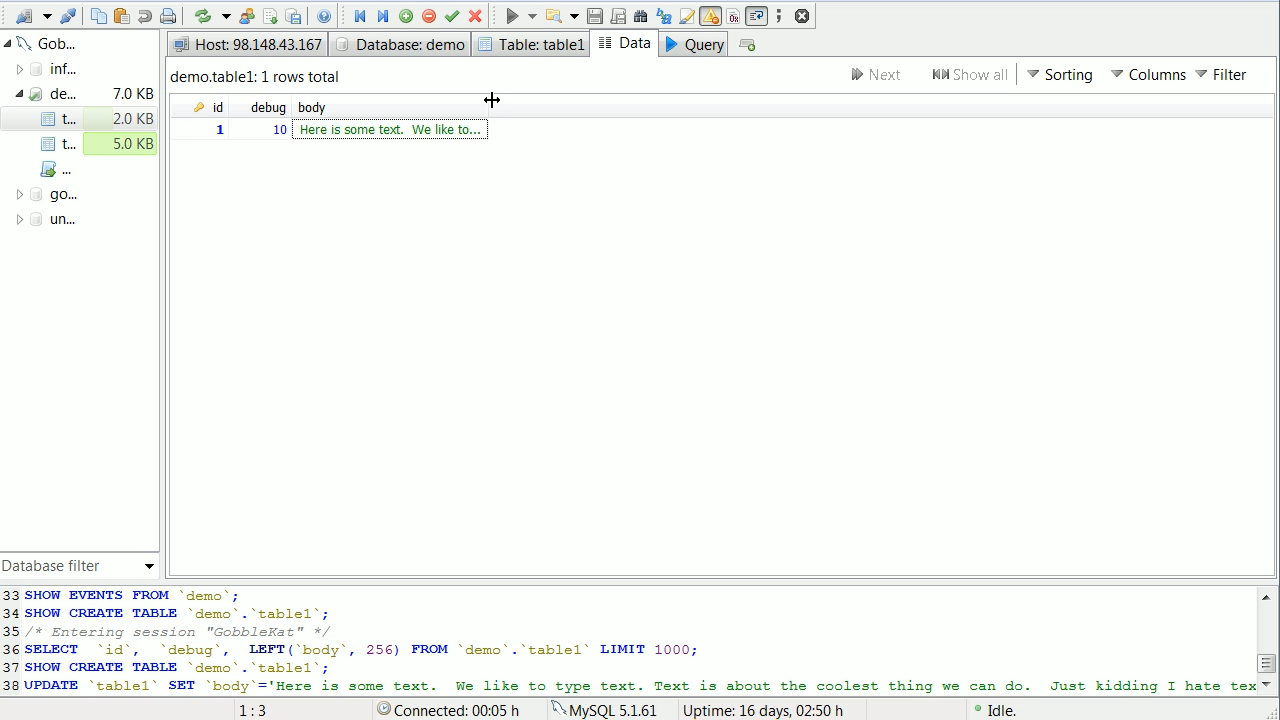 Gob...
inf...
de... 7.0 KB
t... 2.0 KB
t... 5.0 KB
...
go...
un...
Database filter
Host: 98.148.43.167 Database: demo Table: table1 Data Query
demo.table1: 1 rows total Next Show all Sorting Columns Filter
id debug body
1 10 Here is some text.  We like to...
33 SHOW EVENTS FROM `demo`;
34 SHOW CREATE TABLE `demo`.`table1`;
35 /* Entering session "GobbleKat" */
36 SELECT  `id`,  `debug`,  LEFT(`body`, 256) FROM `demo`.`table1` LIMIT 1000;
37 SHOW CREATE TABLE `demo`.`table1`;
38 UPDATE `table1` SET `body`='Here is some text.  We like to type text. Text is about the coolest thing we can do.  Just kidding I hate tex
1 : 3 Connected: 00:05 h MySQL 5.1.61 Uptime: 16 days, 02:50 h Idle.